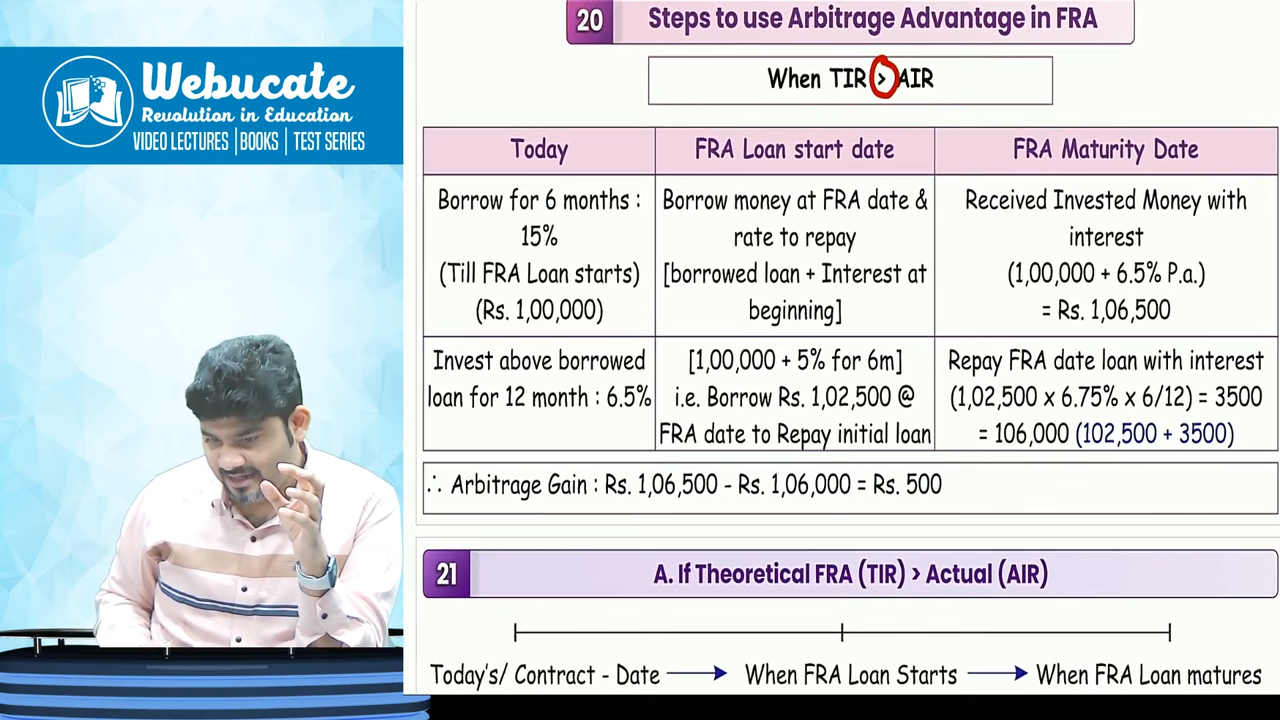 Webucate
Revolution in Education
VIDEO LECTURES | BOOKS | TEST SERIES
20 Steps to use Arbitrage Advantage in FRA
When TIR > AIR
Today
FRA Loan start date
FRA Maturity Date
Borrow for 6 months :
15%
(Till FRA Loan starts)
(Rs. 1,00,000)
Borrow money at FRA date &
rate to repay
[borrowed loan + Interest at
beginning]
Received Invested Money with
interest
(1,00,000 + 6.5% P.a.)
= Rs. 1,06,500
Invest above borrowed
loan for 12 month : 6.5%
[1,00,000 + 5% for 6m]
i.e. Borrow Rs. 1,02,500 @
FRA date to Repay initial loan
Repay FRA date loan with interest
(1,02,500 x 6.75% x 6/12) = 3500
= 106,000 (102,500 + 3500)
∴ Arbitrage Gain : Rs. 1,06,500 - Rs. 1,06,000 = Rs. 500
21 A. If Theoretical FRA (TIR) > Actual (AIR)
Today's/ Contract - Date → When FRA Loan Starts → When FRA Loan matures